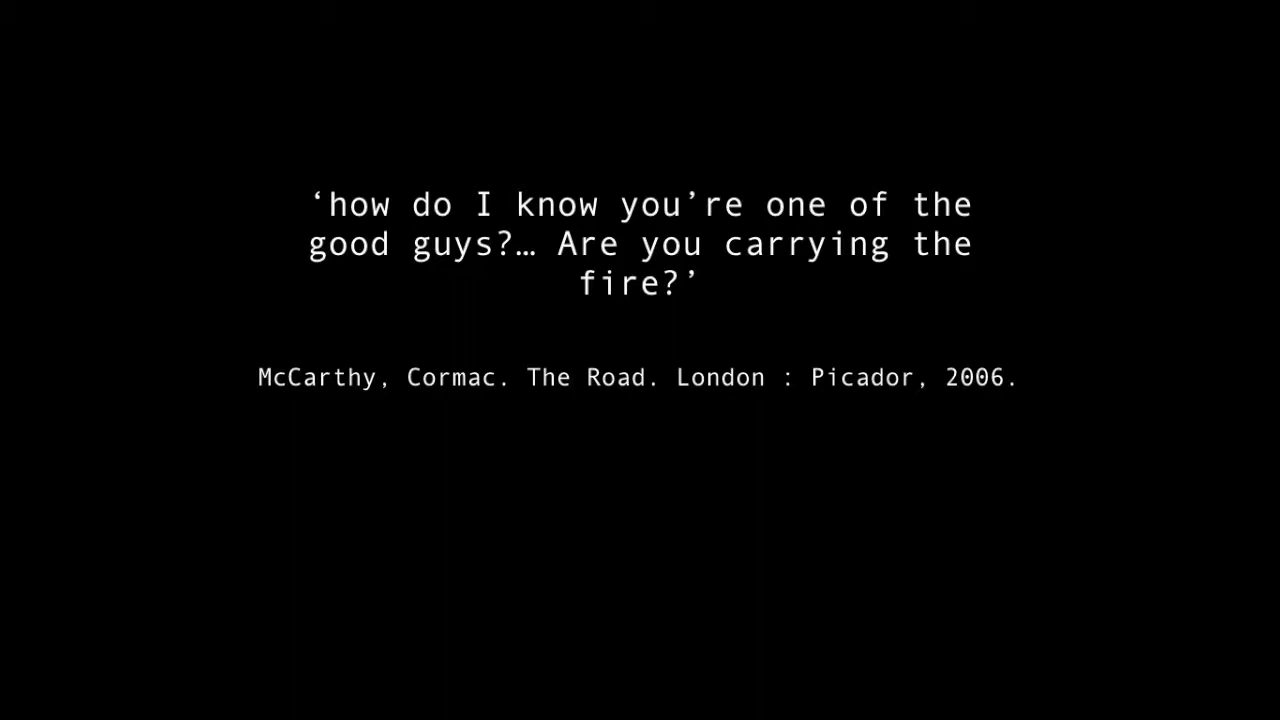 ‘how do I know you’re one of the
good guys?… Are you carrying the
fire?’
McCarthy, Cormac. The Road. London : Picador, 2006.